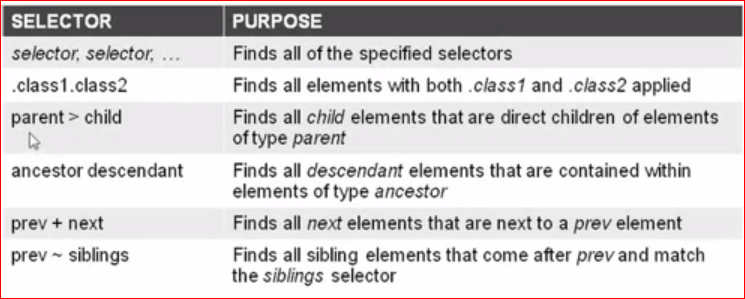 SELECTOR PURPOSE
selector, selector, … Finds all of the specified selectors
.class1.class2 Finds all elements with both .class1 and .class2 applied
parent > child Finds all child elements that are direct children of elements
of type parent
ancestor descendant Finds all descendant elements that are contained within
elements of type ancestor
prev + next Finds all next elements that are next to a prev element
prev ~ siblings Finds all sibling elements that come after prev and match
the siblings selector